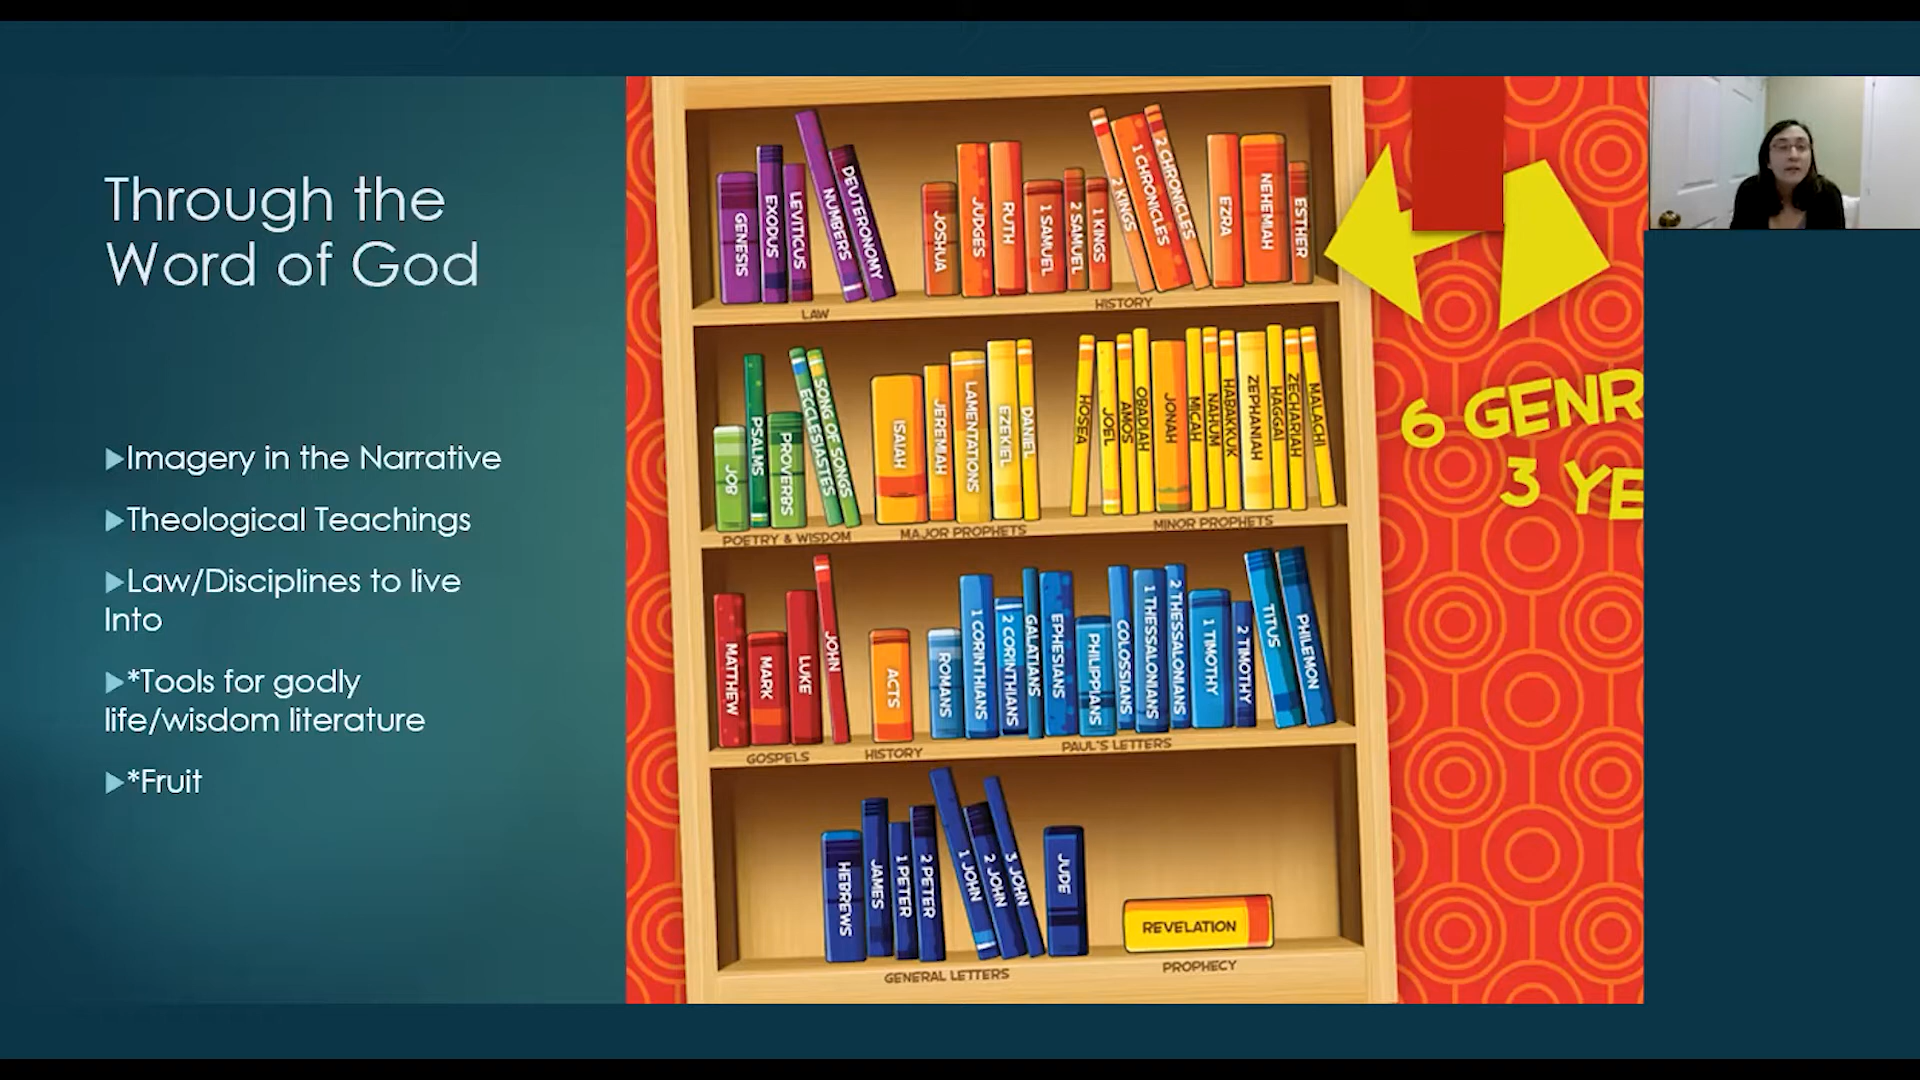 Through the
Word of God
▶Imagery in the Narrative
▶Theological Teachings
▶Law/Disciplines to live
Into
▶*Tools for godly
life/wisdom literature
▶*Fruit
GENESIS
EXODUS
LEVITICUS
NUMBERS
DEUTERONOMY
JOSHUA
JUDGES
RUTH
1 SAMUEL
2 SAMUEL
1 KINGS
2 KINGS
1 CHRONICLES
2 CHRONICLES
EZRA
NEHEMIAH
ESTHER
LAW
HISTORY
JOB
PSALMS
PROVERBS
ECCLESIASTES
SONG OF SONGS
ISAIAH
JEREMIAH
LAMENTATIONS
EZEKIEL
DANIEL
HOSEA
JOEL
AMOS
OBADIAH
JONAH
MICAH
NAHUM
HABAKKUK
ZEPHANIAH
HAGGAI
ZECHARIAH
MALACHI
POETRY & WISDOM
MAJOR PROPHETS
MINOR PROPHETS
MATTHEW
MARK
LUKE
JOHN
ACTS
ROMANS
1 CORINTHIANS
2 CORINTHIANS
GALATIANS
EPHESIANS
PHILIPPIANS
COLOSSIANS
1 THESSALONIANS
2 THESSALONIANS
1 TIMOTHY
2 TIMOTHY
TITUS
PHILEMON
GOSPELS
HISTORY
PAUL'S LETTERS
HEBREWS
JAMES
1 PETER
2 PETER
1 JOHN
2 JOHN
3 JOHN
JUDE
REVELATION
GENERAL LETTERS
PROPHECY
6 GENR
3 YE